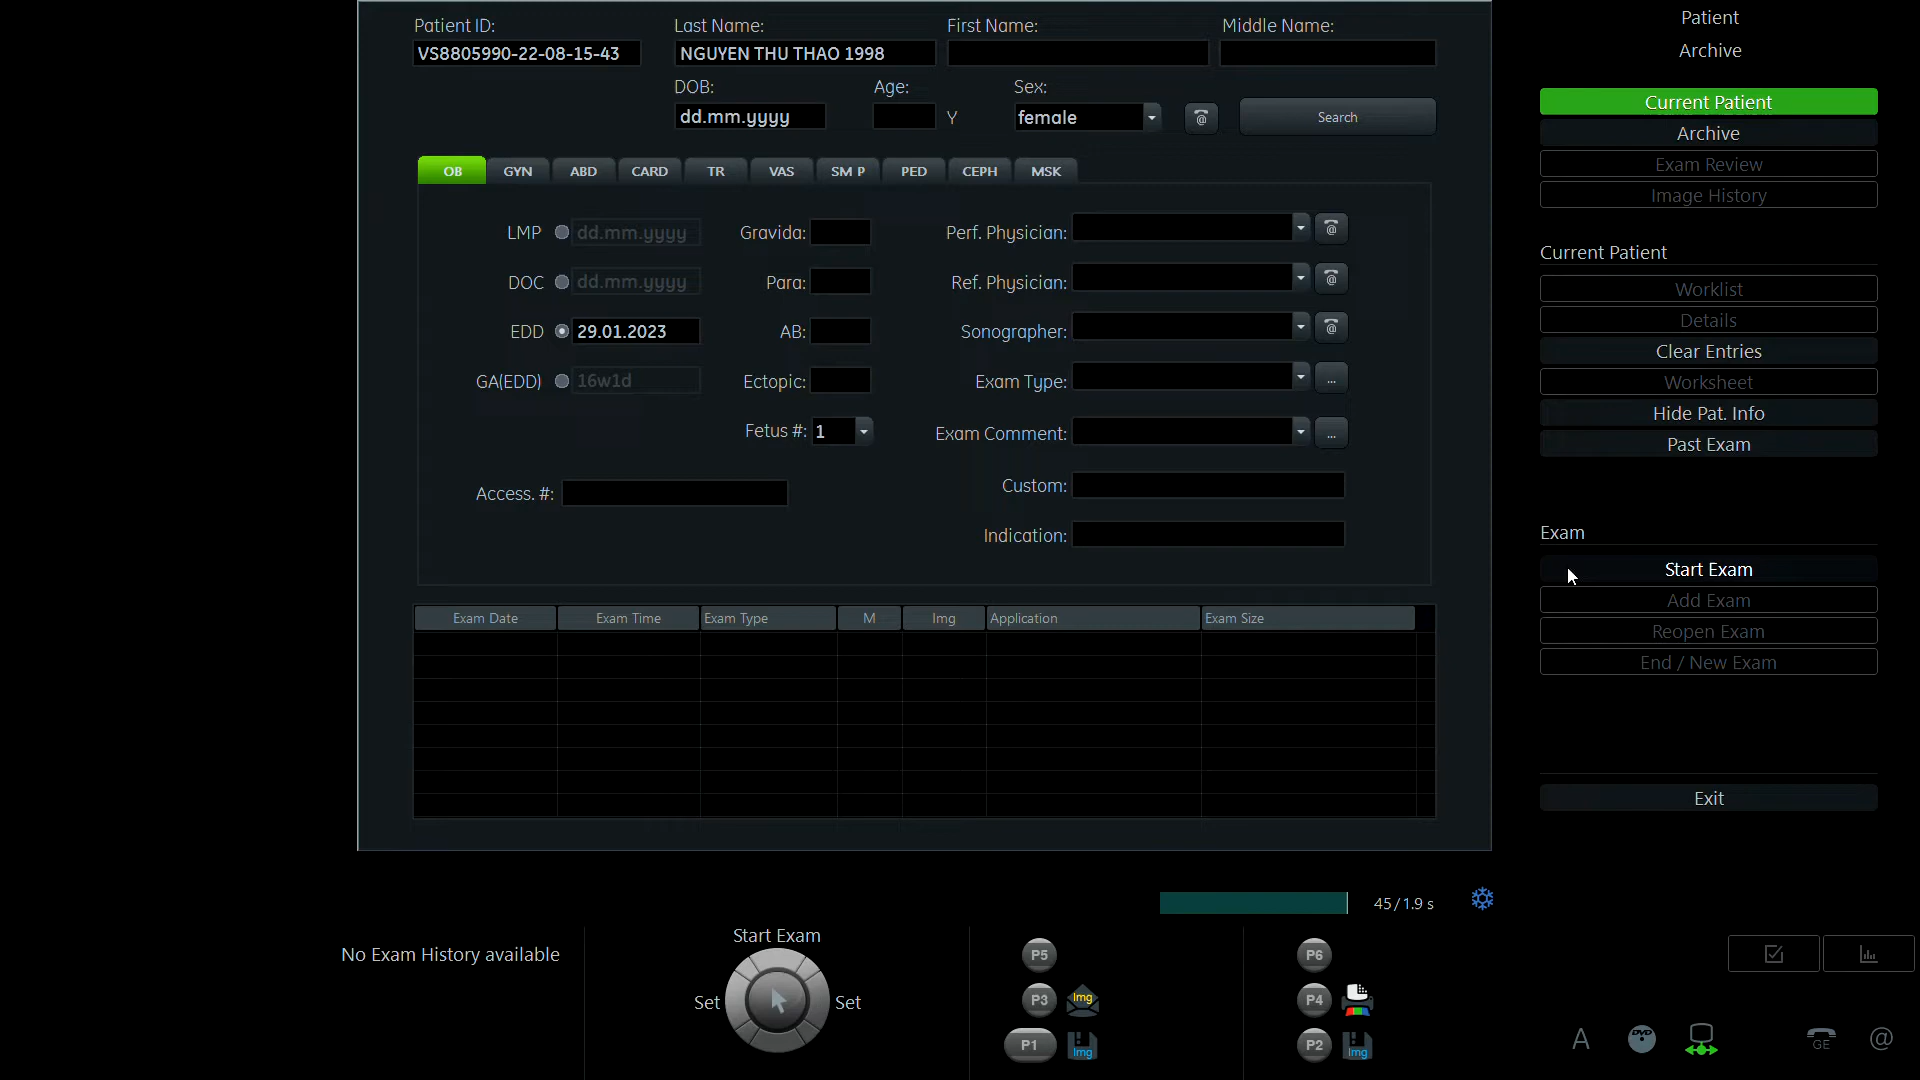 Patient ID: Last Name: First Name: Middle Name:
VS8805990-22-08-15-43 NGUYEN THU THAO 1998
DOB: Age: Sex:
dd.mm.yyyy Y female @ Search
OB GYN ABD CARD TR VAS SM P PED CEPH MSK
LMP dd.mm.yyyy Gravida: Perf. Physician: @
DOC dd.mm.yyyy Para: Ref. Physician: @
EDD 29.01.2023 AB: Sonographer: @
GA(EDD) 16w1d Ectopic: Exam Type: ...
Fetus #: 1 Exam Comment: ...
Access. #: Custom:
Indication:
Exam Date Exam Time Exam Type M Img Application Exam Size
Patient
Archive
Current Patient
Archive
Exam Review
Image History
Current Patient
Worklist
Details
Clear Entries
Worksheet
Hide Pat. Info
Past Exam
Exam
Start Exam
Add Exam
Reopen Exam
End / New Exam
Exit
45/1.9 s
No Exam History available
Start Exam
Set Set
P5 P6
P3 Img P4
P1 Img P2 Img
A DVD GE @